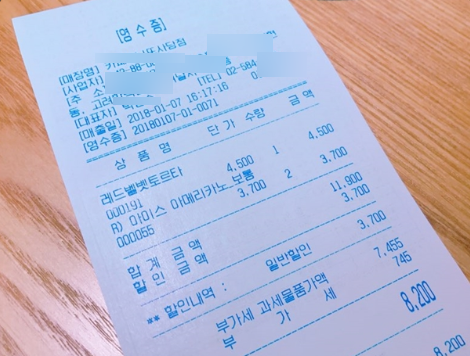 [영수증]
[매장명]
[사업자]
[주 소
[TEL] 02-584
[대표자]
[매출일] 2018-01-07 16:17:16
[영수증] 20180107-01-0071
상 품 명 단 가 수량 금 액
레드벨벳토르타 4,500 1 4,500
000191
R) 아마스 아메리카노_보통 3,700
000055 3,700 2
합 계 금 액 11,900
할 인 금 액 3,700
** 할인내역 : 일반할인 3,700
부가세 과세물품가액 7,455
부 가 세 745
8,200
8,200